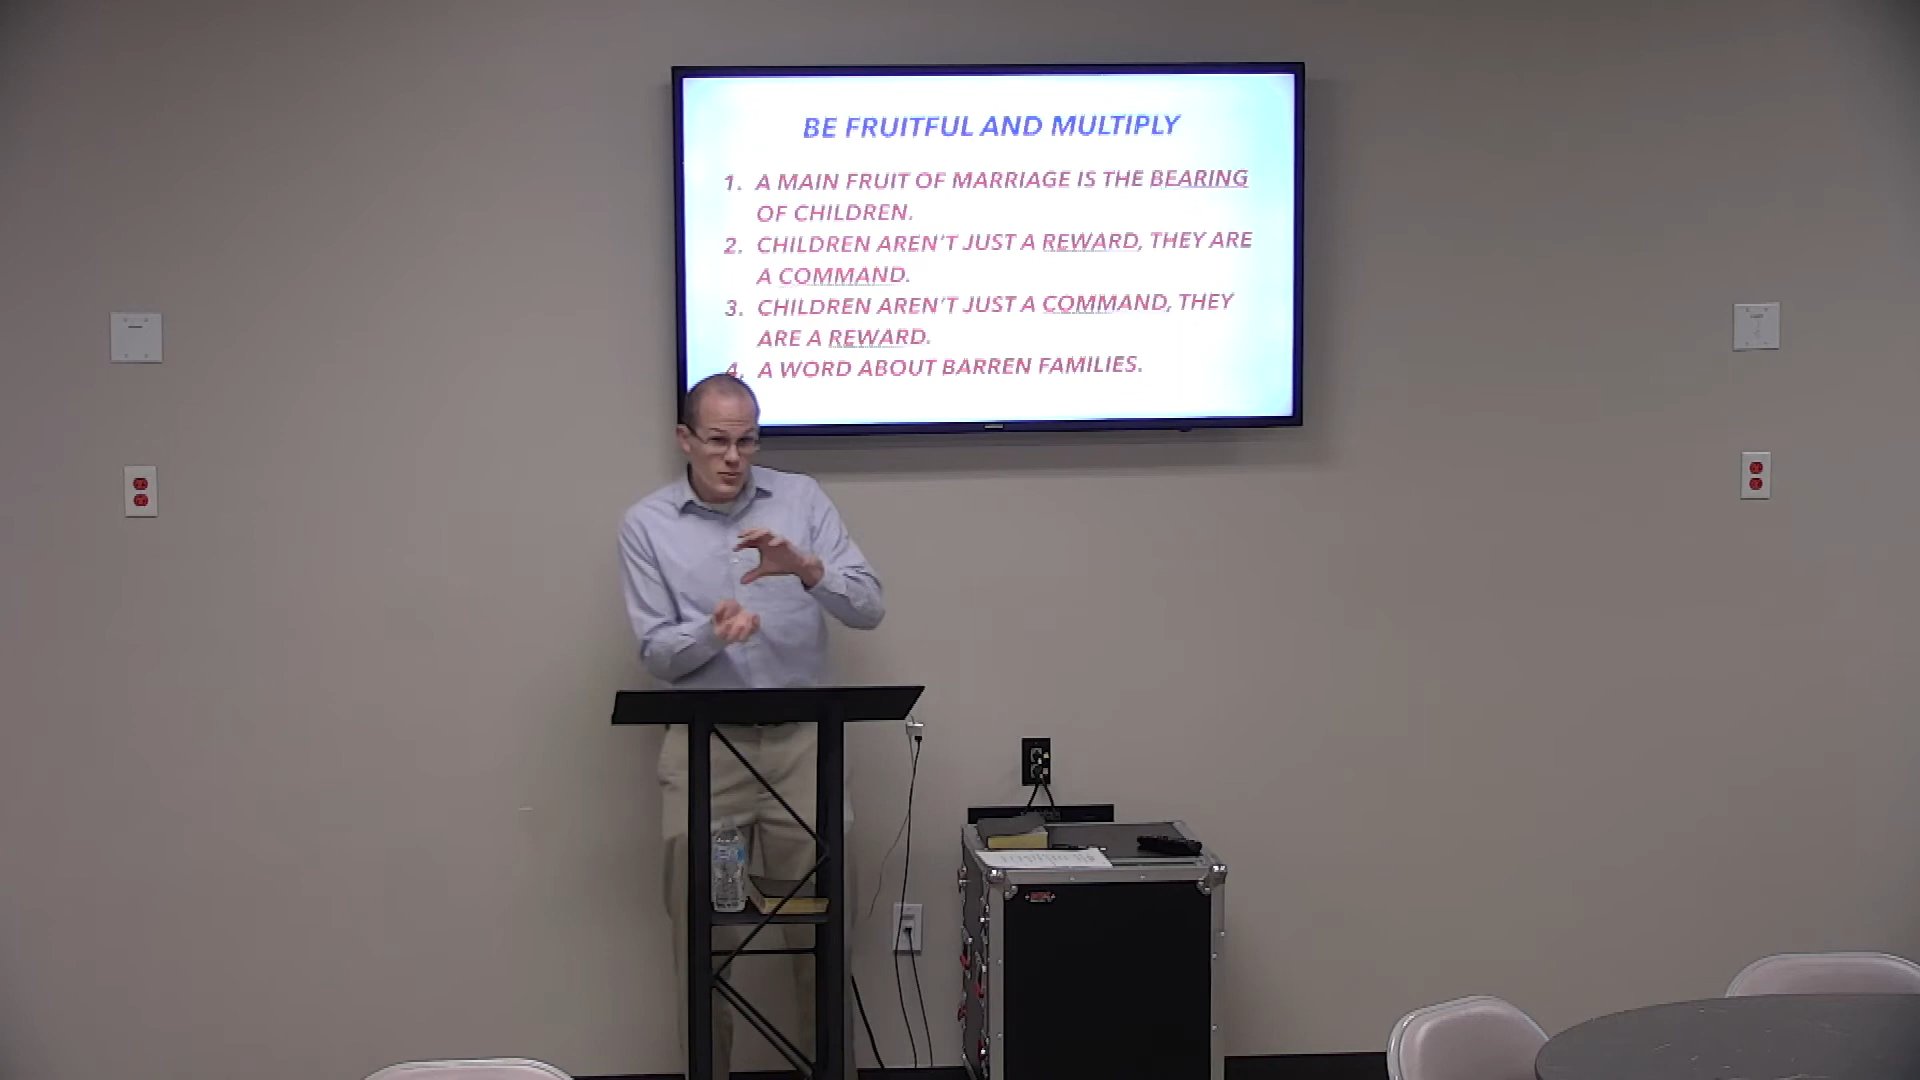 BE FRUITFUL AND MULTIPLY
1. A MAIN FRUIT OF MARRIAGE IS THE BEARING
OF CHILDREN.
2. CHILDREN AREN'T JUST A REWARD, THEY ARE
A COMMAND.
3. CHILDREN AREN'T JUST A COMMAND, THEY
ARE A REWARD.
4. A WORD ABOUT BARREN FAMILIES.